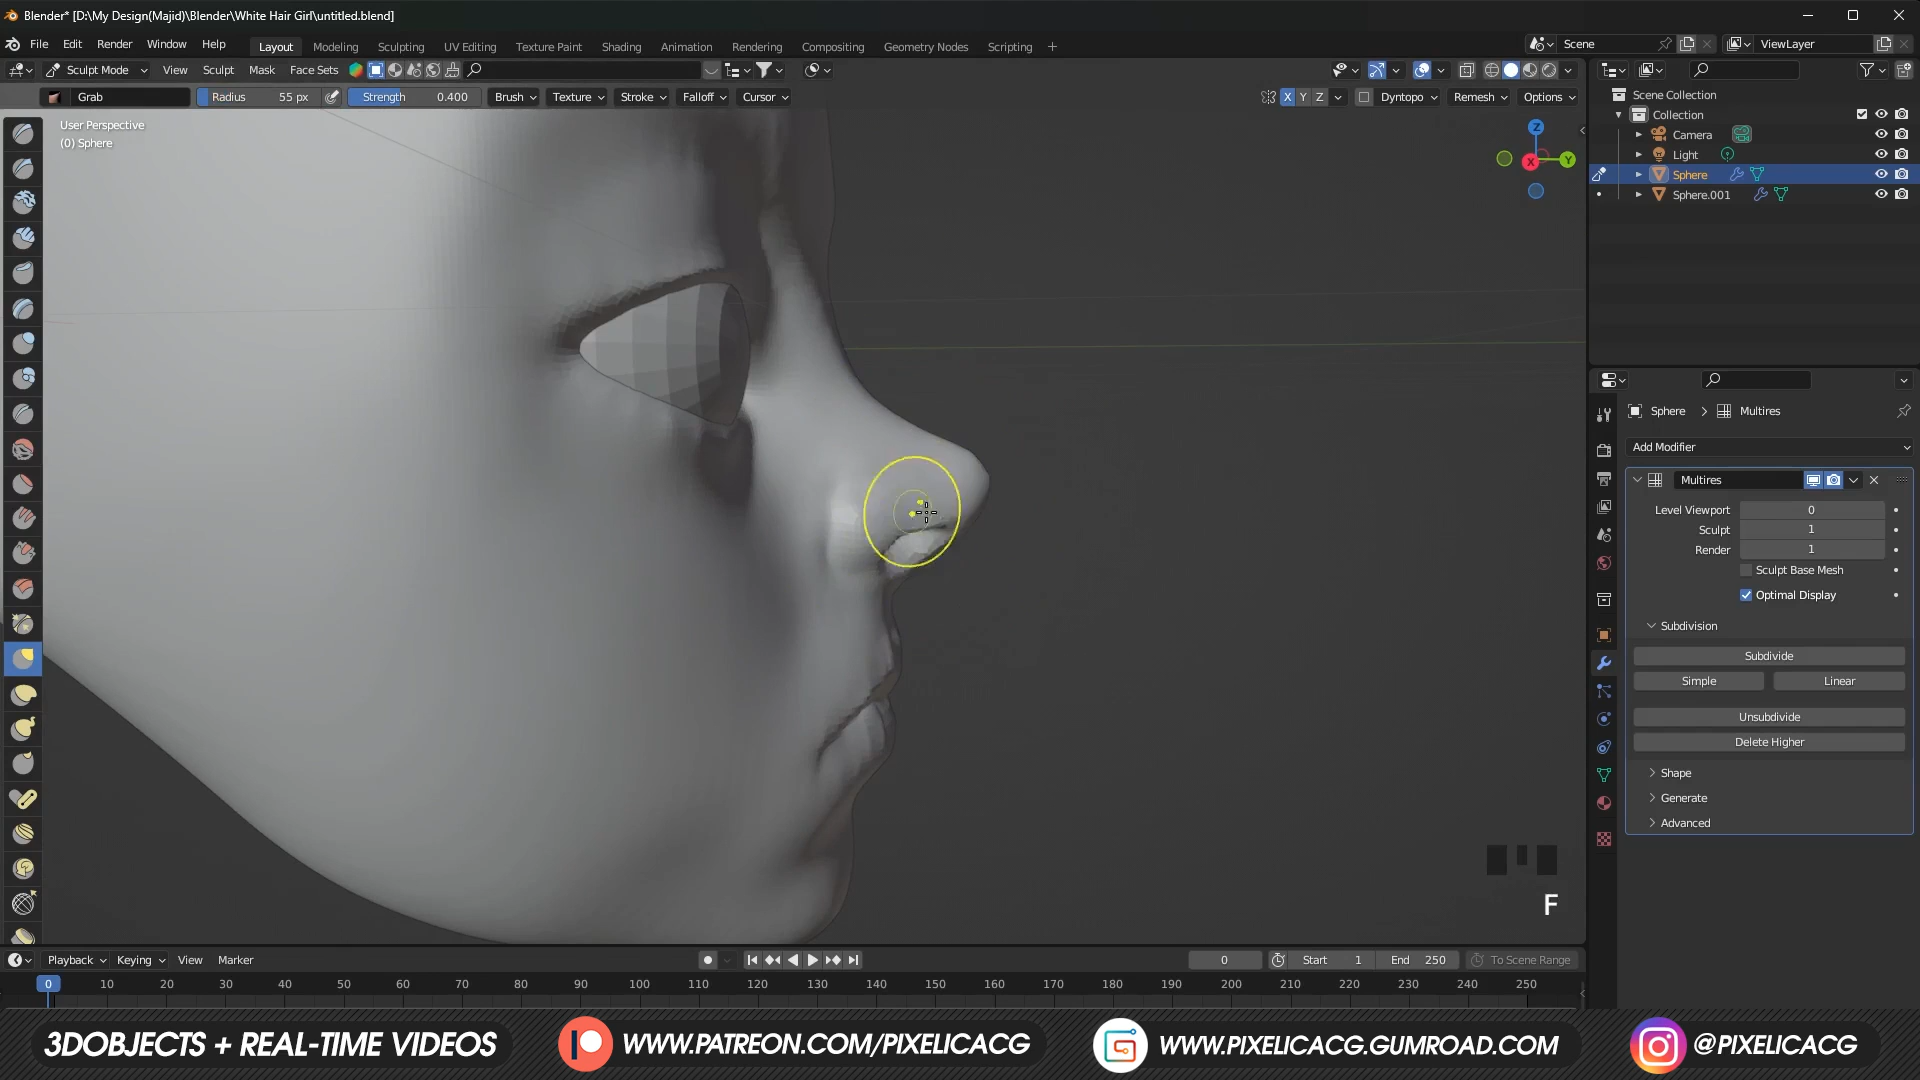 Blender* [D:\My Design(Majid)\Blender\White Hair Girl\untitled.blend]
File Edit Render Window Help Layout Modeling Sculpting UV Editing Texture Paint Shading Animation Rendering Compositing Geometry Nodes Scripting + Scene ViewLayer
Sculpt Mode View Sculpt Mask Face Sets
Grab Radius 55 px Strength 0.400 Brush Texture Stroke Falloff Cursor X Y Z Dyntopo Remesh Options
User Perspective
(0) Sphere
Z
Y
X
Scene Collection
Collection
Camera
Light
Sphere
Sphere.001
Sphere Multires
Add Modifier
Multires
Level Viewport 0
Sculpt 1
Render 1
Sculpt Base Mesh
Optimal Display
Subdivision
Subdivide
Simple Linear
Unsubdivide
Delete Higher
Shape
Generate
Advanced
F
Playback Keying View Marker 0 Start 1 End 250 To Scene Range
0 10 20 30 40 50 60 70 80 90 100 110 120 130 140 150 160 170 180 190 200 210 220 230 240 250
3DOBJECTS + REAL-TIME VIDEOS WWW.PATREON.COM/PIXELICACG WWW.PIXELICACG.GUMROAD.COM @PIXELICACG